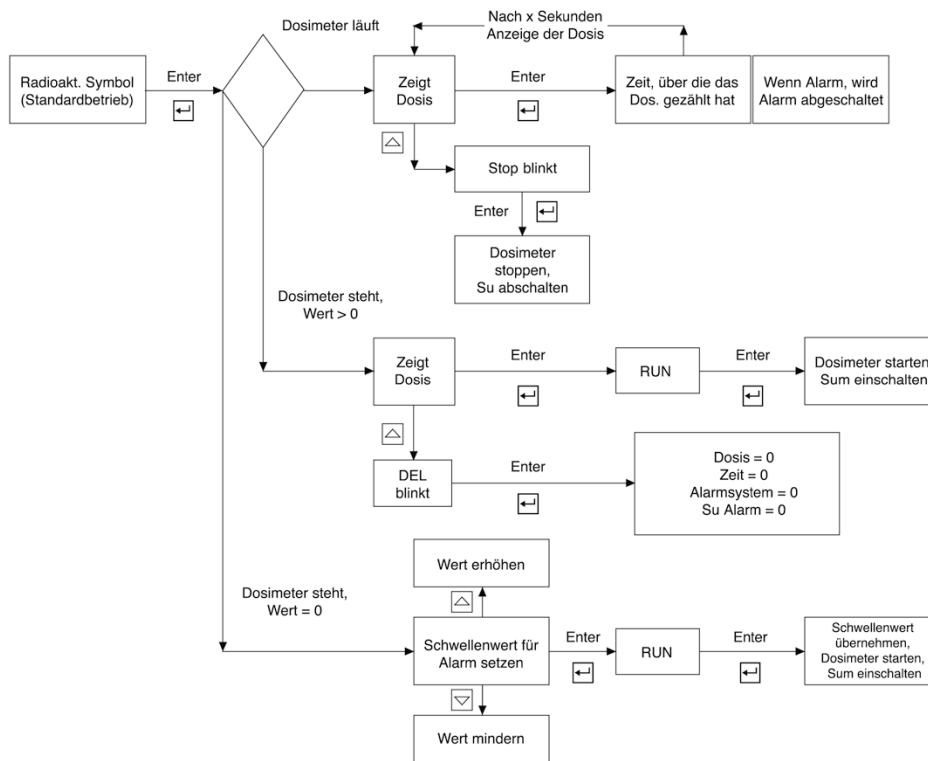 Dosimeter läuft
Nach x Sekunden
Anzeige der Dosis
Radioakt. Symbol
(Standardbetrieb)
Enter
Zeigt
Dosis
Enter
Zeit, über die das
Dos. gezählt hat
Wenn Alarm, wird
Alarm abgeschaltet
Stop blinkt
Enter
Dosimeter
stoppen,
Su abschalten
Dosimeter steht,
Wert > 0
Zeigt
Dosis
Enter
RUN
Enter
Dosimeter starten,
Sum einschalten
DEL
blinkt
Enter
Dosis = 0
Zeit = 0
Alarmsystem = 0
Su Alarm = 0
Wert erhöhen
Dosimeter steht,
Wert = 0
Schwellenwert für
Alarm setzen
Enter
RUN
Enter
Schwellenwert
übernehmen,
Dosimeter starten,
Sum einschalten
Wert mindern